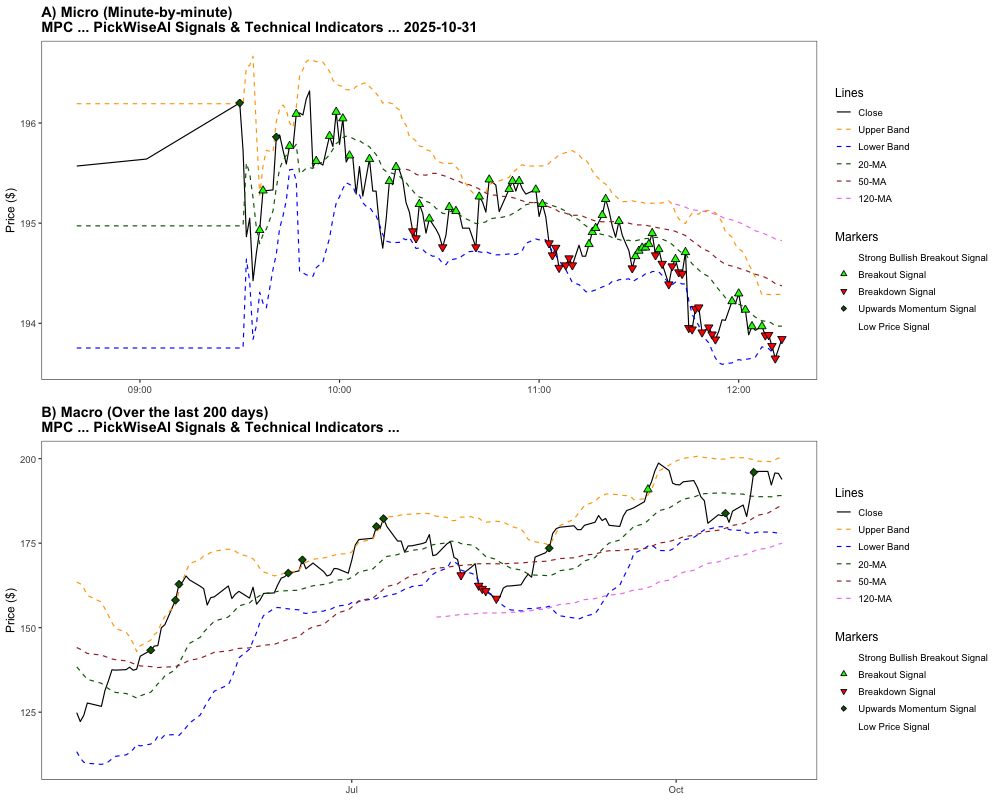 A) Micro (Minute-by-minute)
MPC ... PickWiseAI Signals & Technical Indicators ... 2025-10-31
Price ($)
196
195
194
09:00
10:00
11:00
12:00
Lines
Close
Upper Band
Lower Band
20-MA
50-MA
120-MA
Markers
Strong Bullish Breakout Signal
Breakout Signal
Breakdown Signal
Upwards Momentum Signal
Low Price Signal
B) Macro (Over the last 200 days)
MPC ... PickWiseAI Signals & Technical Indicators ...
Price ($)
200
175
150
125
Jul
Oct
Lines
Close
Upper Band
Lower Band
20-MA
50-MA
120-MA
Markers
Strong Bullish Breakout Signal
Breakout Signal
Breakdown Signal
Upwards Momentum Signal
Low Price Signal